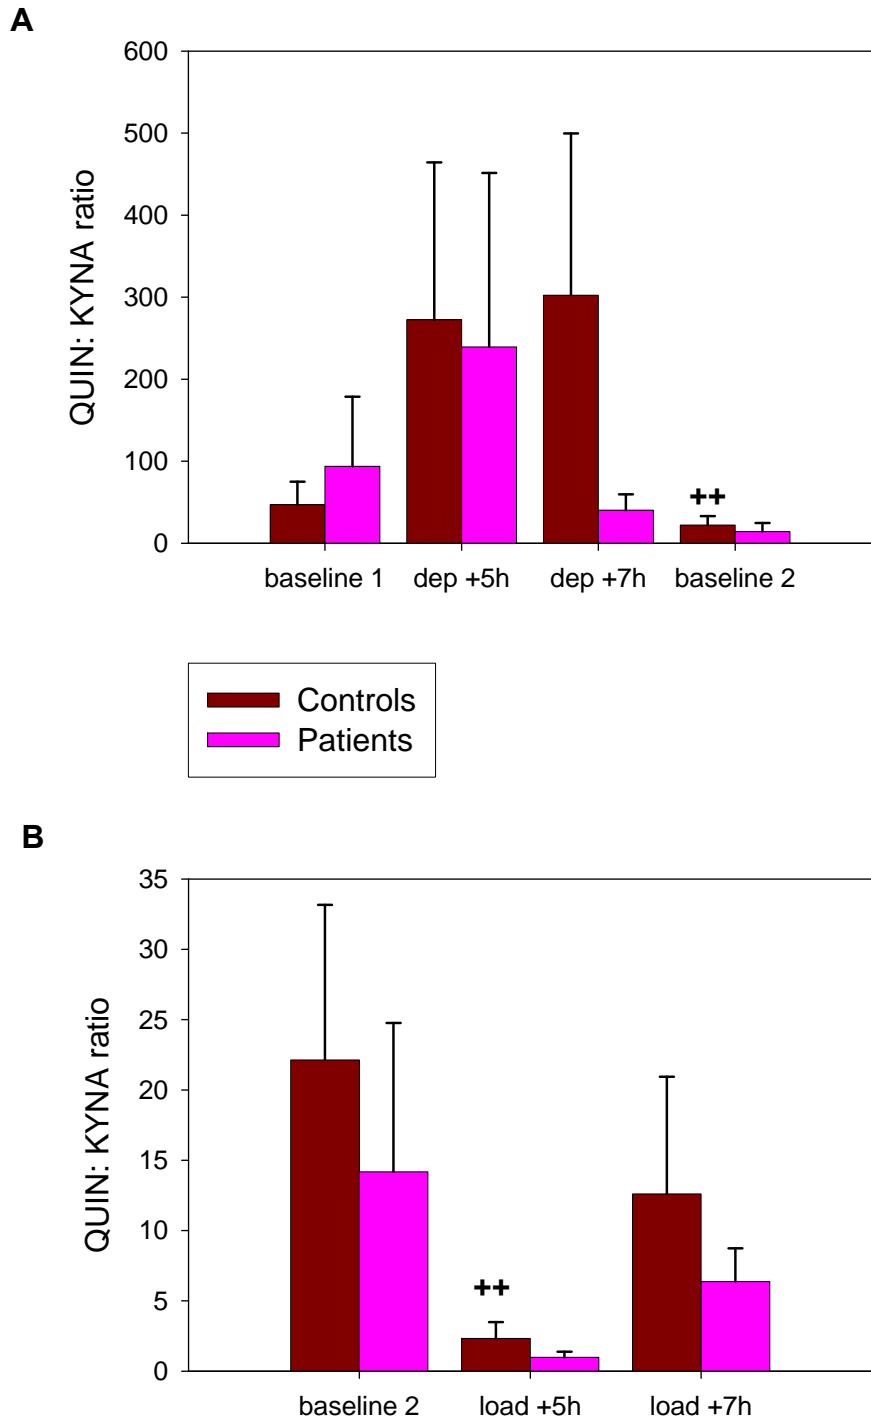 A
600
500
400
300
200
100
0
QUIN: KYNA ratio
++
baseline 1 dep +5h dep +7h baseline 2
Controls
Patients
B
35
30
25
20
15
10
5
0
QUIN: KYNA ratio
++
baseline 2 load +5h load +7h